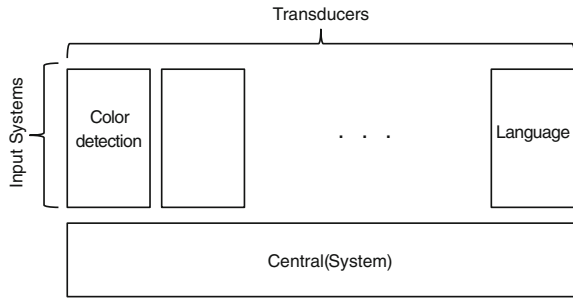 Transducers
Input Systems
Color
detection
. . .
Language
Central(System)